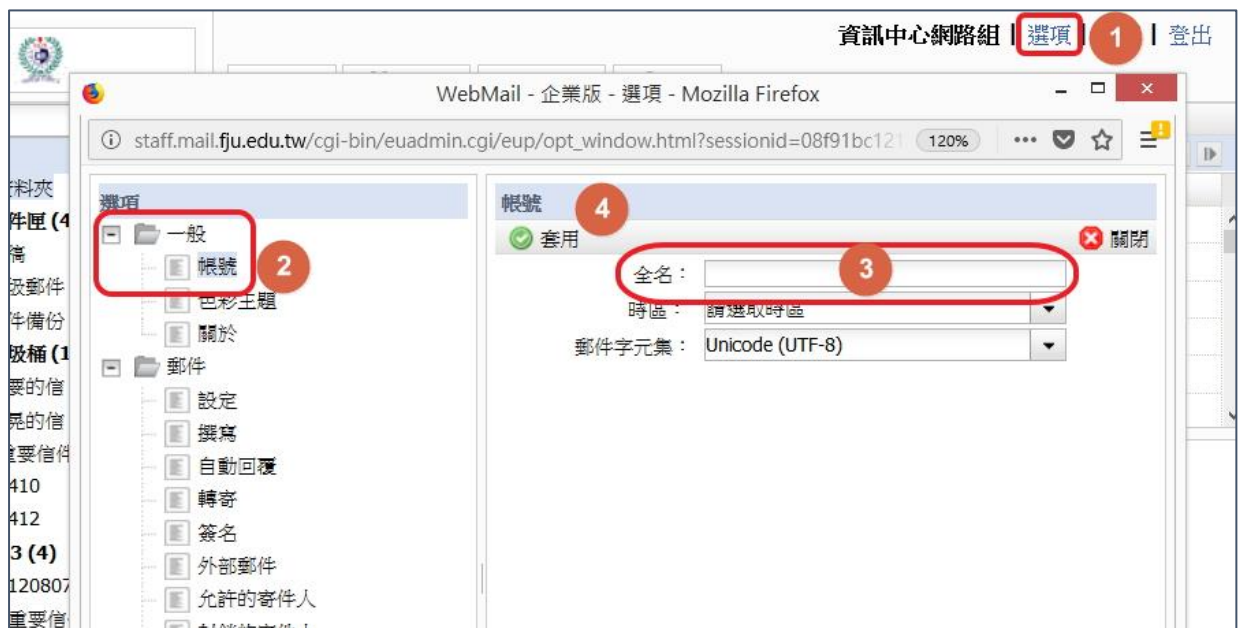 資訊中心網路組 | 選項 | 1 | 登出
WebMail - 企業版 - 選項 - Mozilla Firefox
staff.mail.fju.edu.tw/cgi-bin/euadmin.cgi/eup/opt_window.html?sessionid=08f91bc121 120%
料夾
件匣 (4
稿
圾郵件
件備份
圾桶 (1
要的信
晃的信
重要信件
410
412
3 (4)
120807
重要信
選項
一般
帳號 2
色彩主題
關於
郵件
設定
撰寫
自動回覆
轉寄
簽名
外部郵件
允許的寄件人
帳號 4
套用 關閉
全名： 3
時區： 請選取時區
郵件字元集： Unicode (UTF-8)